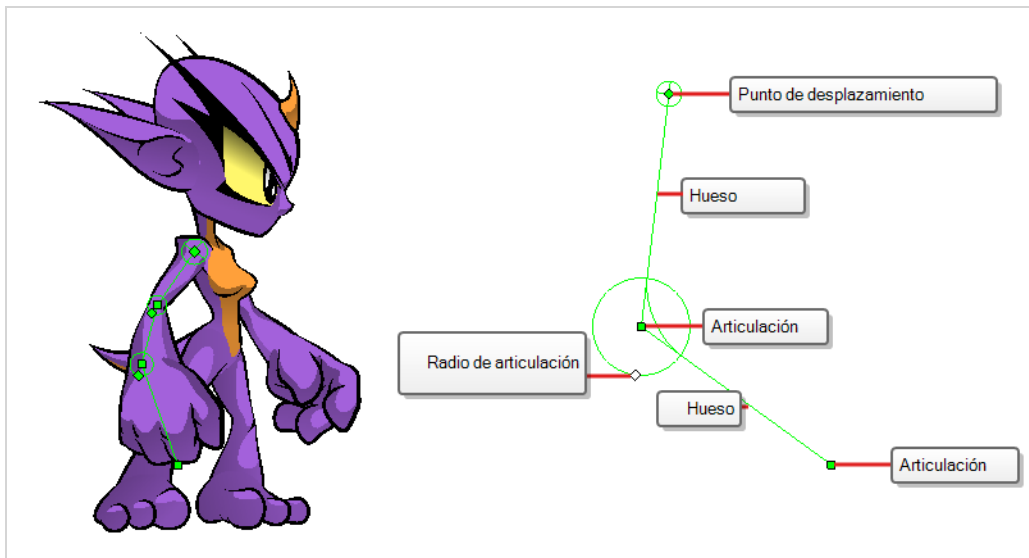 Punto de desplazamiento
Hueso
Articulación
Radio de articulación
Hueso
Articulación